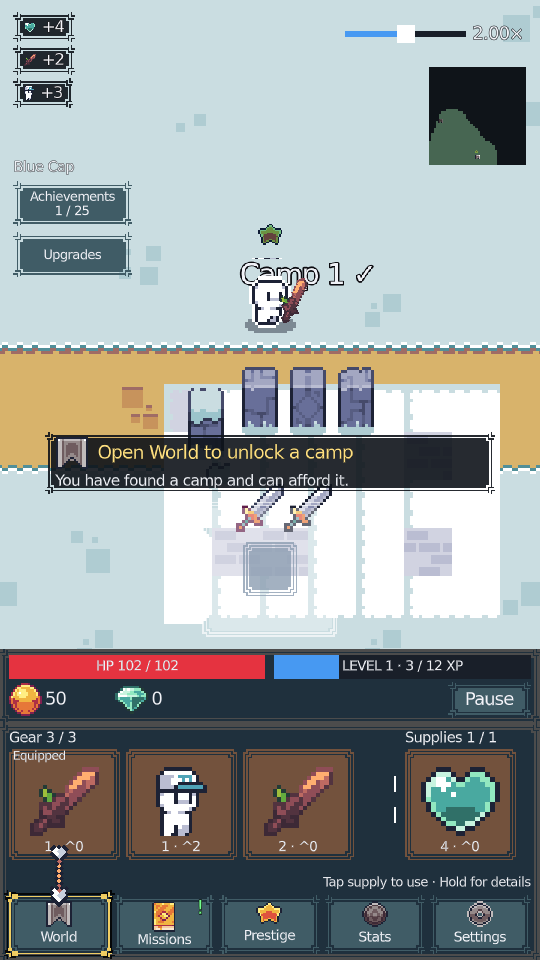 +4
+2
+3
2.00×
Blue Cap
Achievements
1 / 25
Upgrades
Camp 1 ✓
Open World to unlock a camp
You have found a camp and can afford it.
HP 102 / 102
LEVEL 1 · 3 / 12 XP
50
0
Pause
Gear 3 / 3
Supplies 1 / 1
Equipped
1 · ^0
1 · ^2
2 · ^0
4 · ^0
Tap supply to use · Hold for details
World
Missions
!
Prestige
Stats
Settings